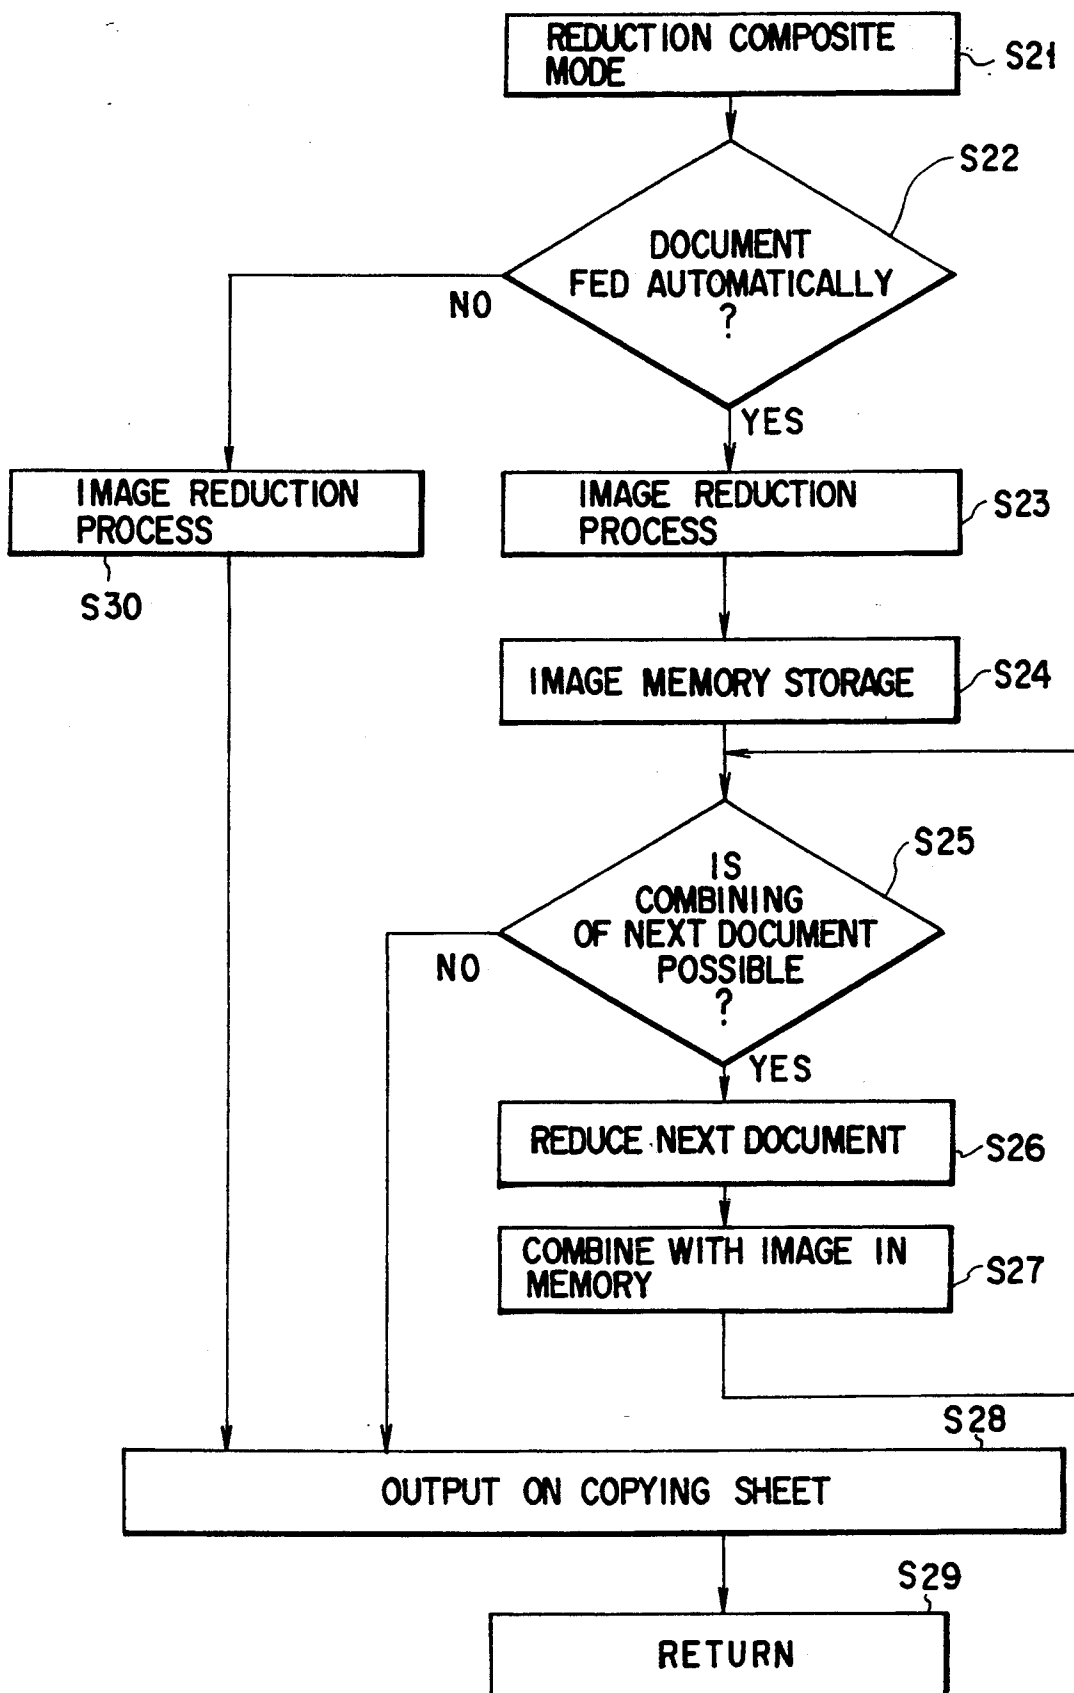 REDUCTION COMPOSITE
MODE
S21
S22
DOCUMENT
FED AUTOMATICALLY
?
NO
YES
IMAGE REDUCTION
PROCESS
S30
IMAGE REDUCTION
PROCESS
S23
IMAGE MEMORY STORAGE
S24
S25
IS
COMBINING
OF NEXT DOCUMENT
POSSIBLE
?
NO
YES
REDUCE NEXT DOCUMENT
S26
COMBINE WITH IMAGE IN
MEMORY
S27
S28
OUTPUT ON COPYING SHEET
S29
RETURN